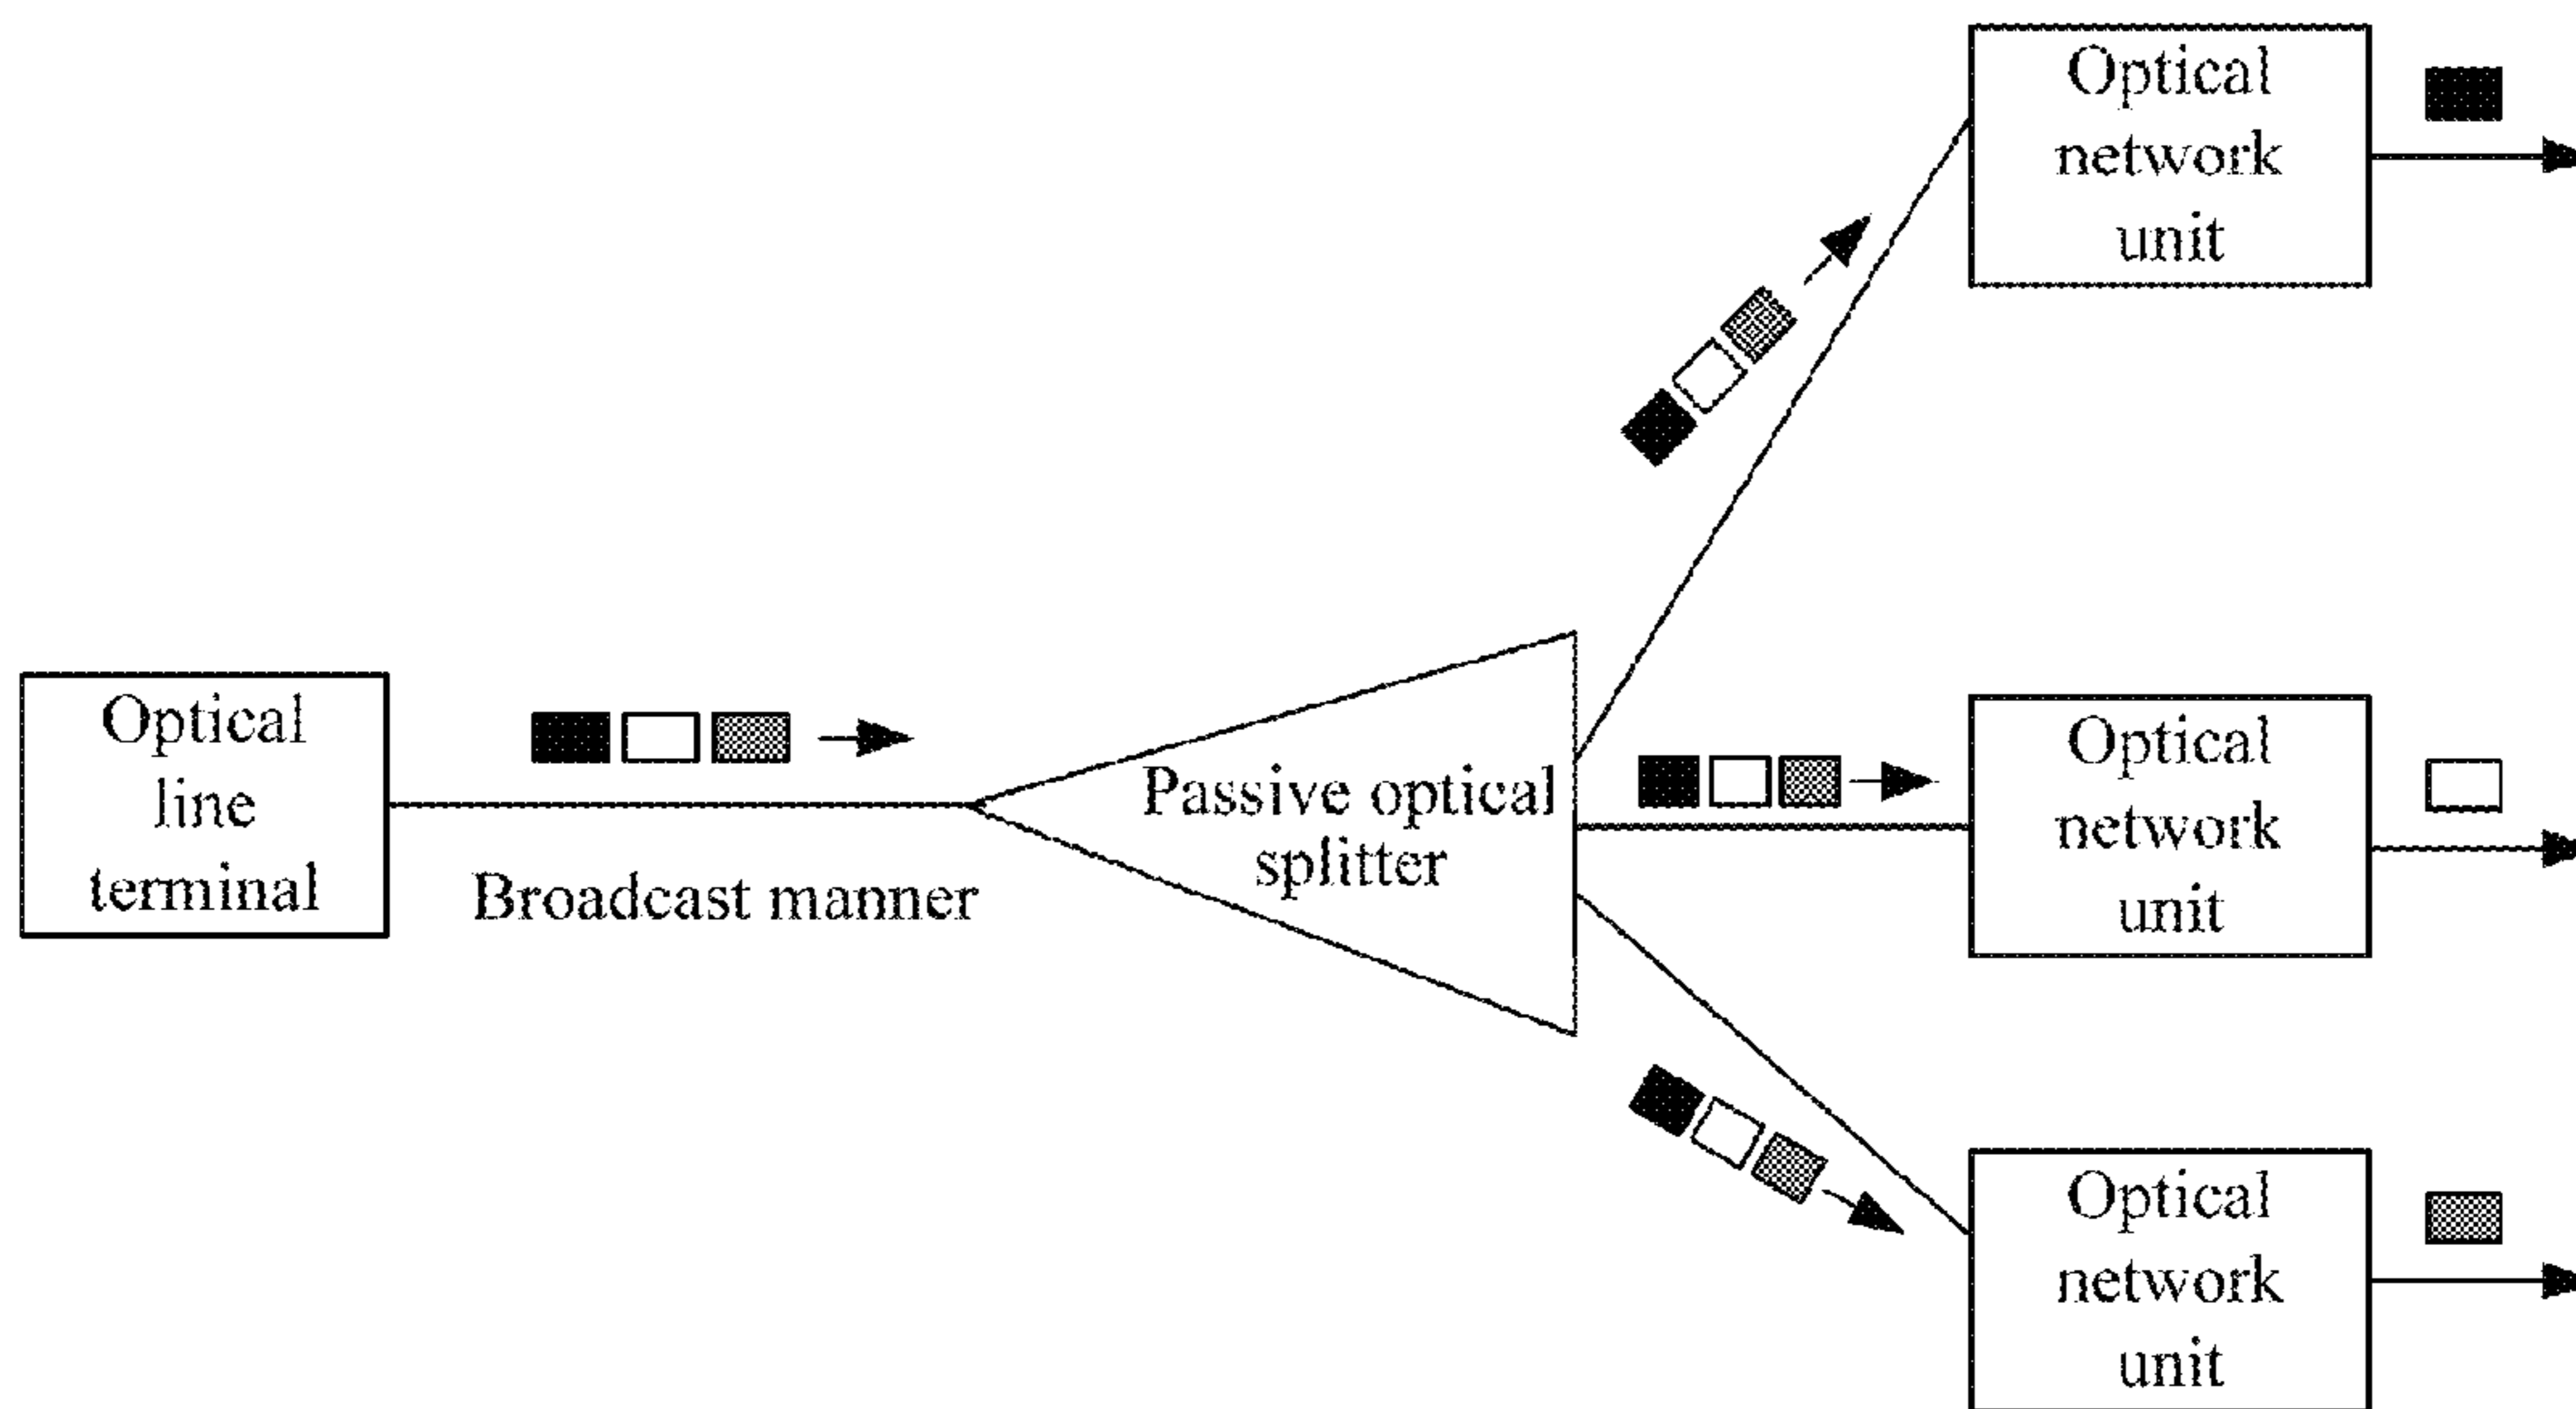 Optical
network
unit
Optical
line
terminal
Broadcast manner
Passive optical
splitter
Optical
network
unit
Optical
network
unit